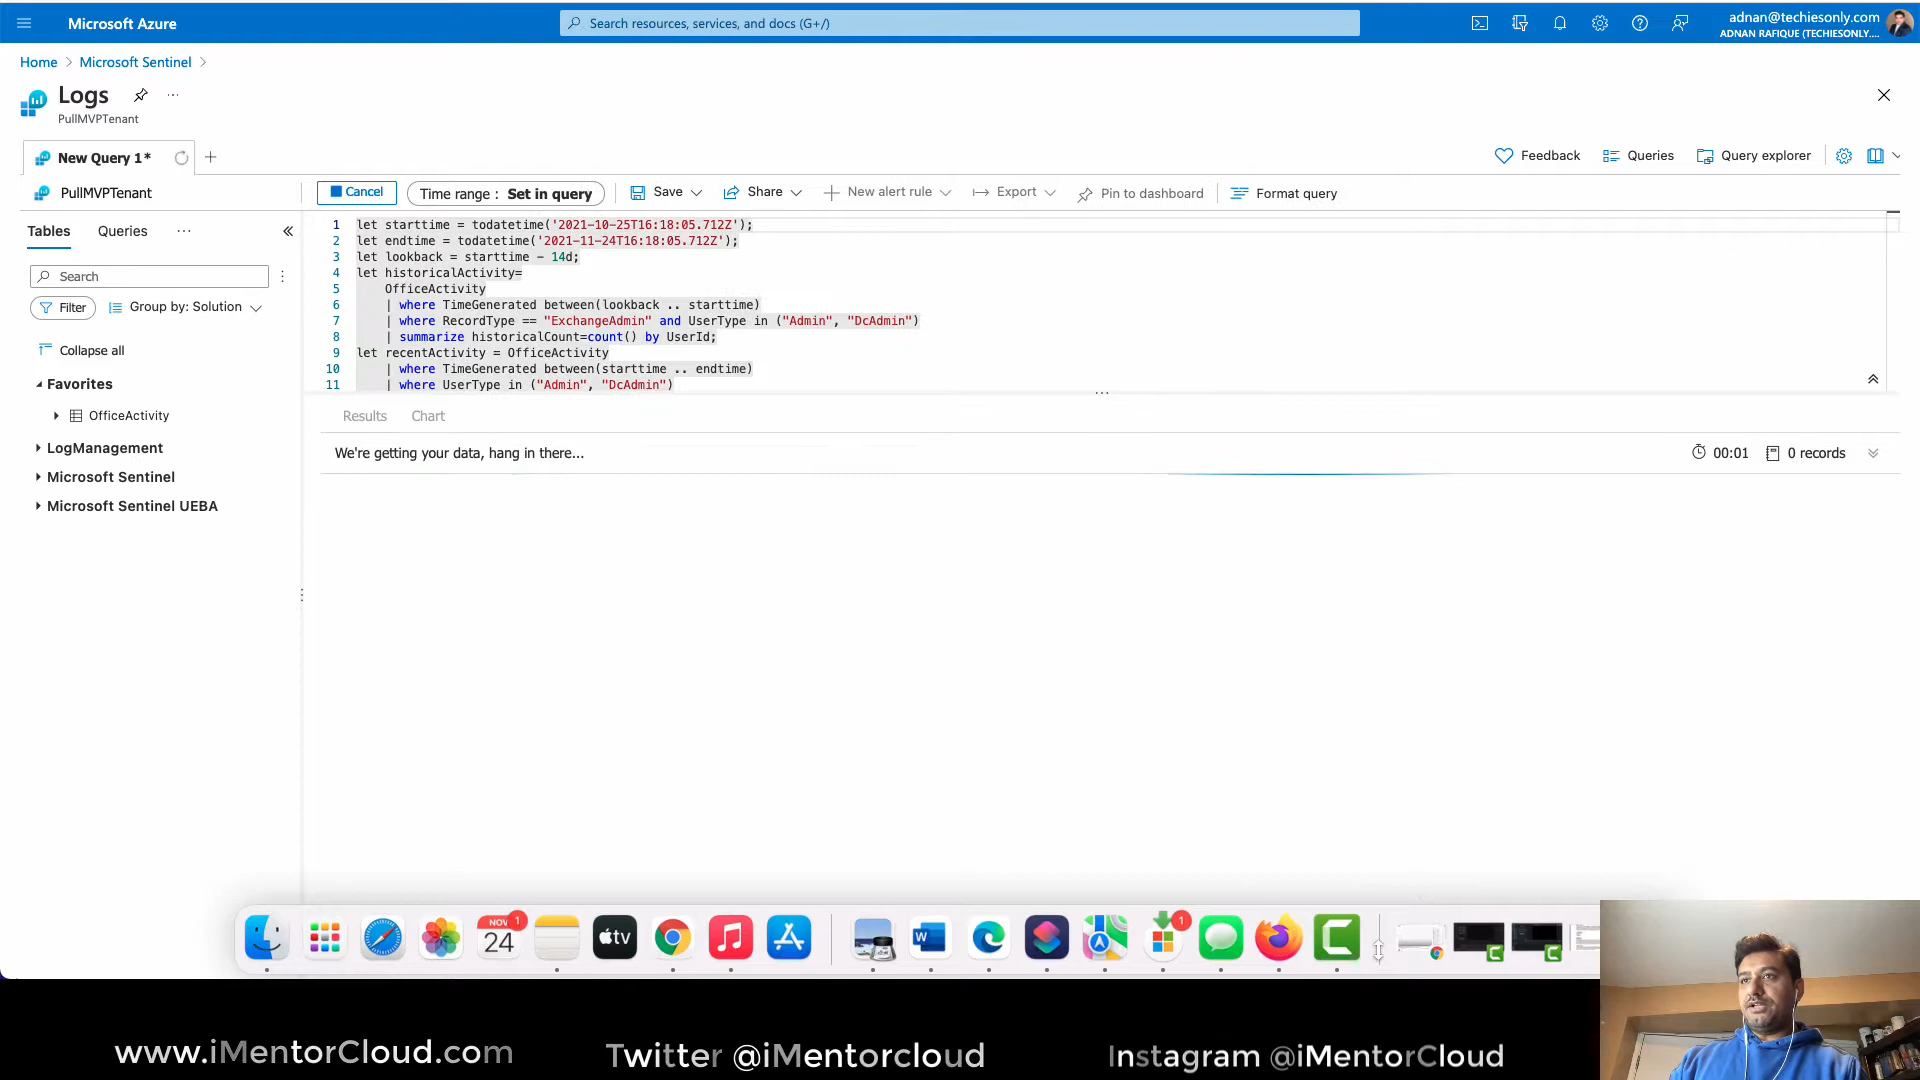 Microsoft Azure
Search resources, services, and docs (G+/)
adnan@techiesonly.com
ADNAN RAFIQUE (TECHIESONLY....
Home > Microsoft Sentinel >
Logs
PullMVPTenant
New Query 1*
Feedback
Queries
Query explorer
PullMVPTenant
Cancel
Time range : Set in query
Save
Share
New alert rule
Export
Pin to dashboard
Format query
Tables
Queries
Search
Filter
Group by: Solution
Collapse all
Favorites
OfficeActivity
LogManagement
Microsoft Sentinel
Microsoft Sentinel UEBA
1 let starttime = todatetime('2021-10-25T16:18:05.712Z');
2 let endtime = todatetime('2021-11-24T16:18:05.712Z');
3 let lookback = starttime - 14d;
4 let historicalActivity=
5 OfficeActivity
6 | where TimeGenerated between(lookback .. starttime)
7 | where RecordType == "ExchangeAdmin" and UserType in ("Admin", "DcAdmin")
8 | summarize historicalCount=count() by UserId;
9 let recentActivity = OfficeActivity
10 | where TimeGenerated between(starttime .. endtime)
11 | where UserType in ("Admin", "DcAdmin")
Results
Chart
We're getting your data, hang in there...
00:01
0 records
NOV
24
1
tv
1
www.iMentorCloud.com
Twitter @iMentorcloud
Instagram @iMentorCloud